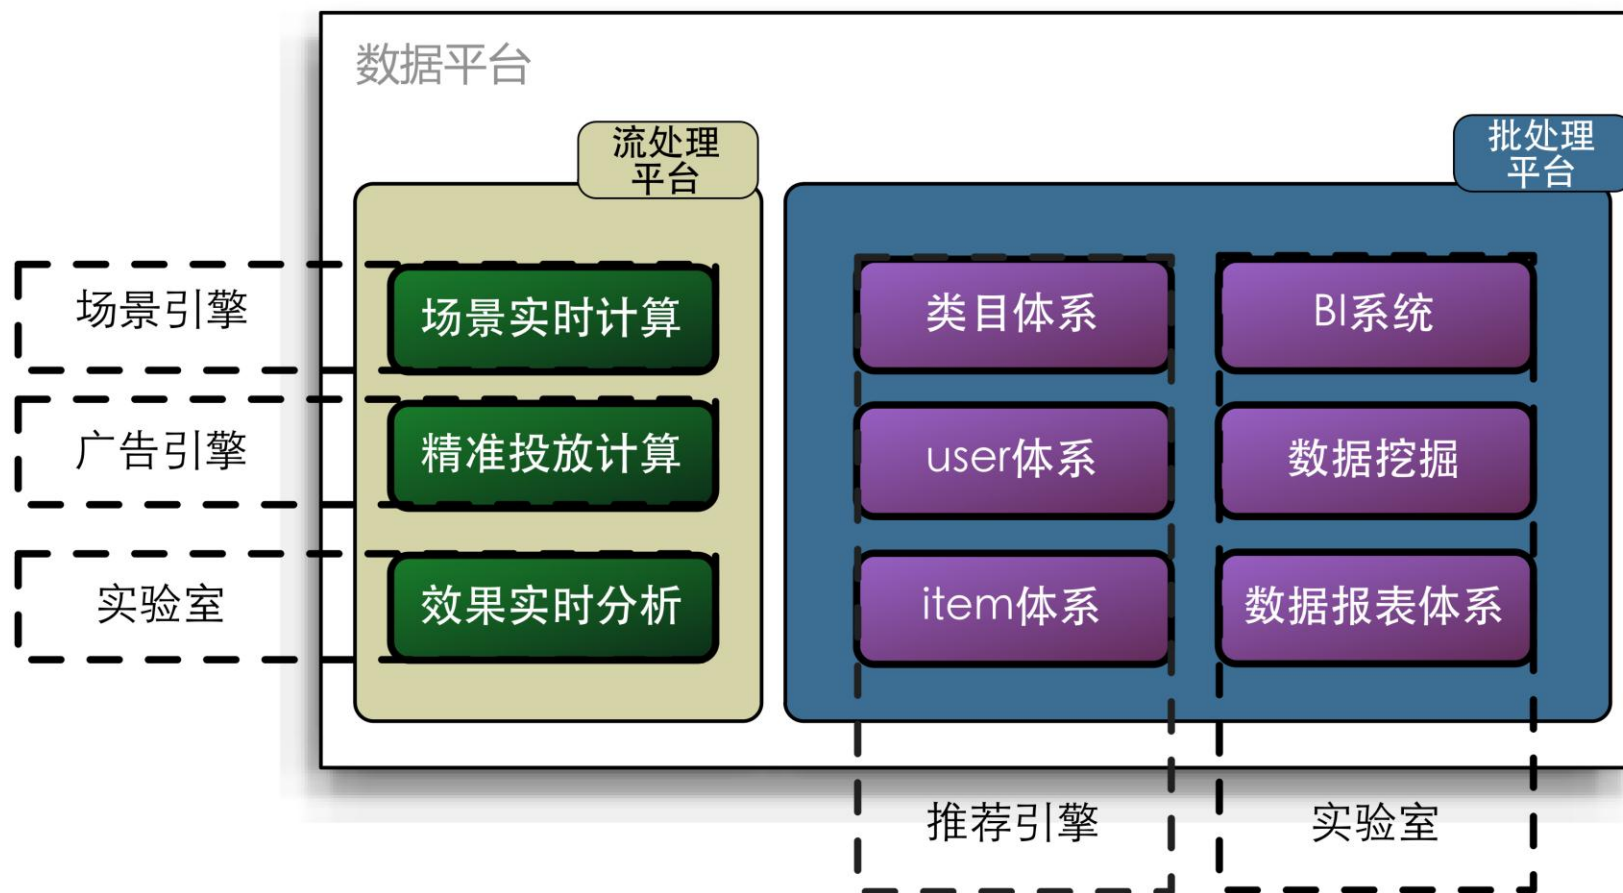 数据平台
流处理
平台
批处理
平台
场景引擎
场景实时计算
类目体系
BI系统
广告引擎
精准投放计算
user体系
数据挖掘
实验室
效果实时分析
item体系
数据报表体系
推荐引擎
实验室